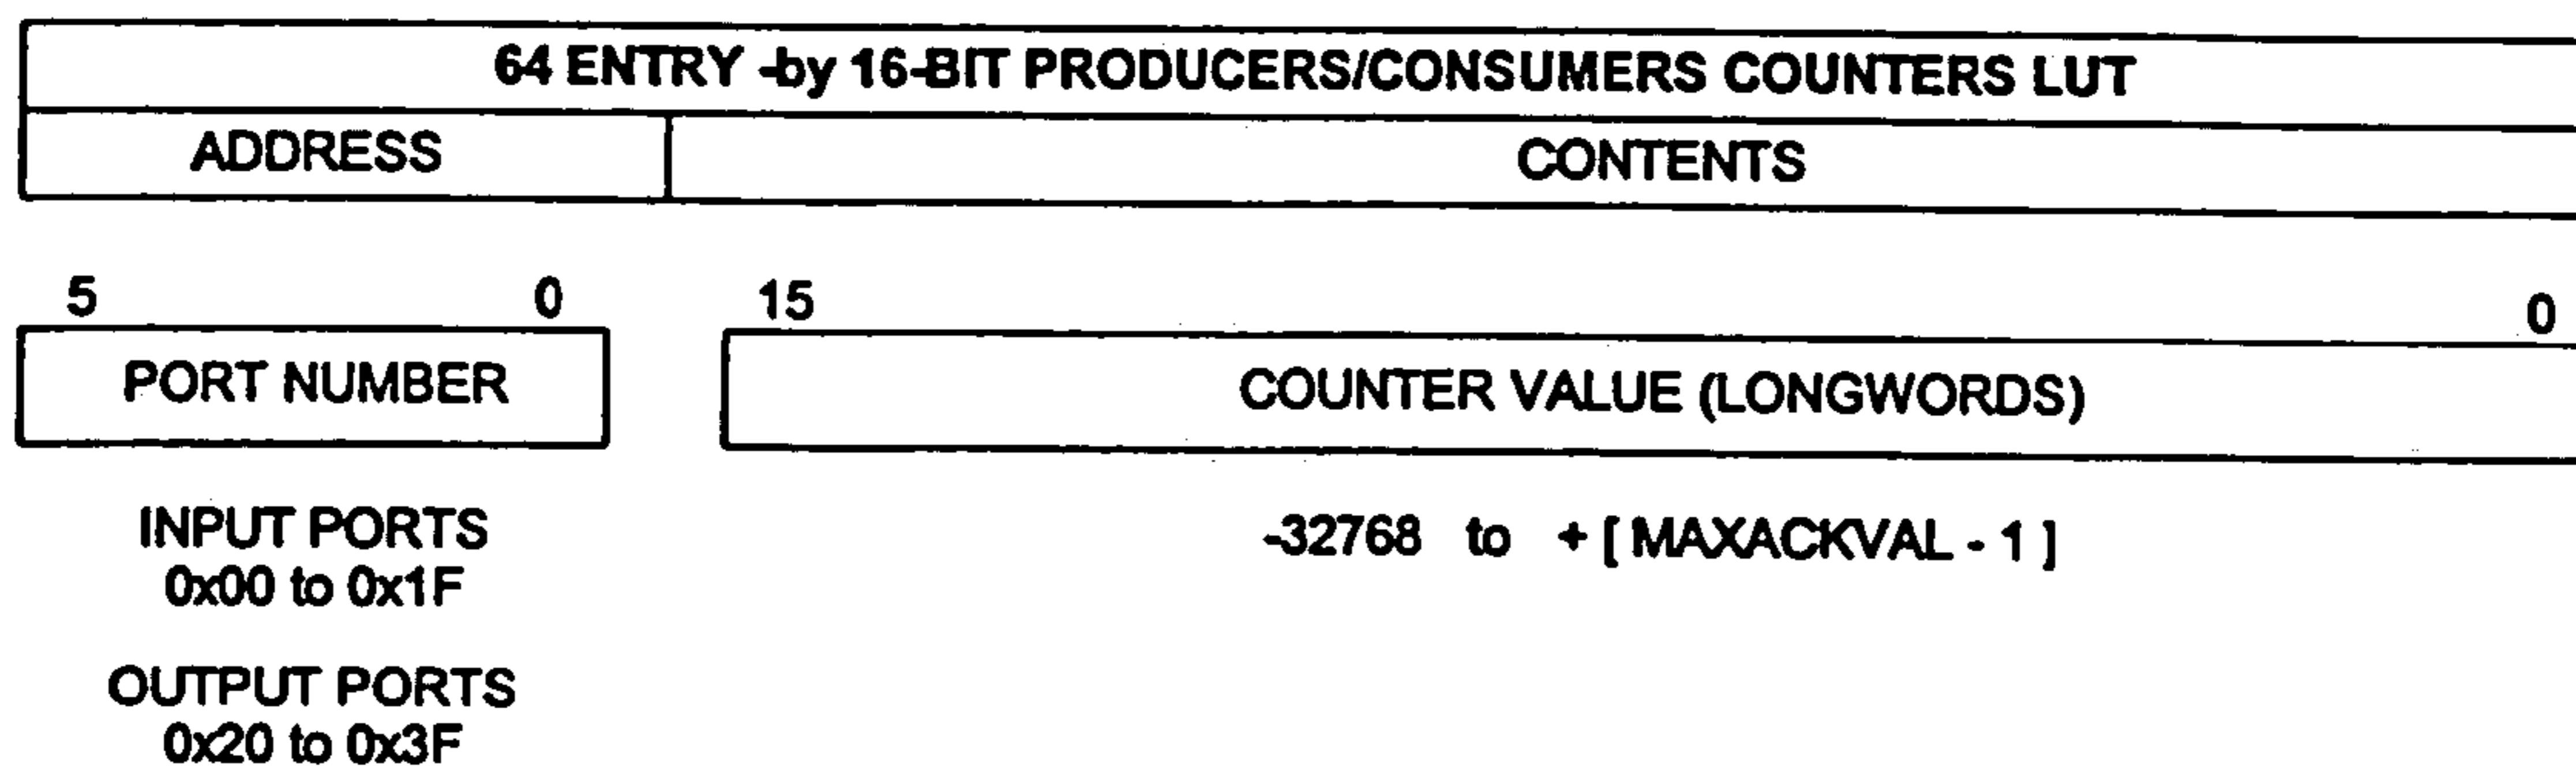 64 ENTRY -by 16-BIT PRODUCERS/CONSUMERS COUNTERS LUT
ADDRESS CONTENTS
5 0 15 0
PORT NUMBER COUNTER VALUE (LONGWORDS)
INPUT PORTS -32768 to + [ MAXACKVAL - 1 ]
0x00 to 0x1F
OUTPUT PORTS
0x20 to 0x3F